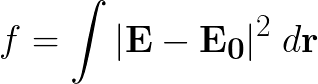 f = ∫ |𝐄 − 𝐄₀|² d𝐫